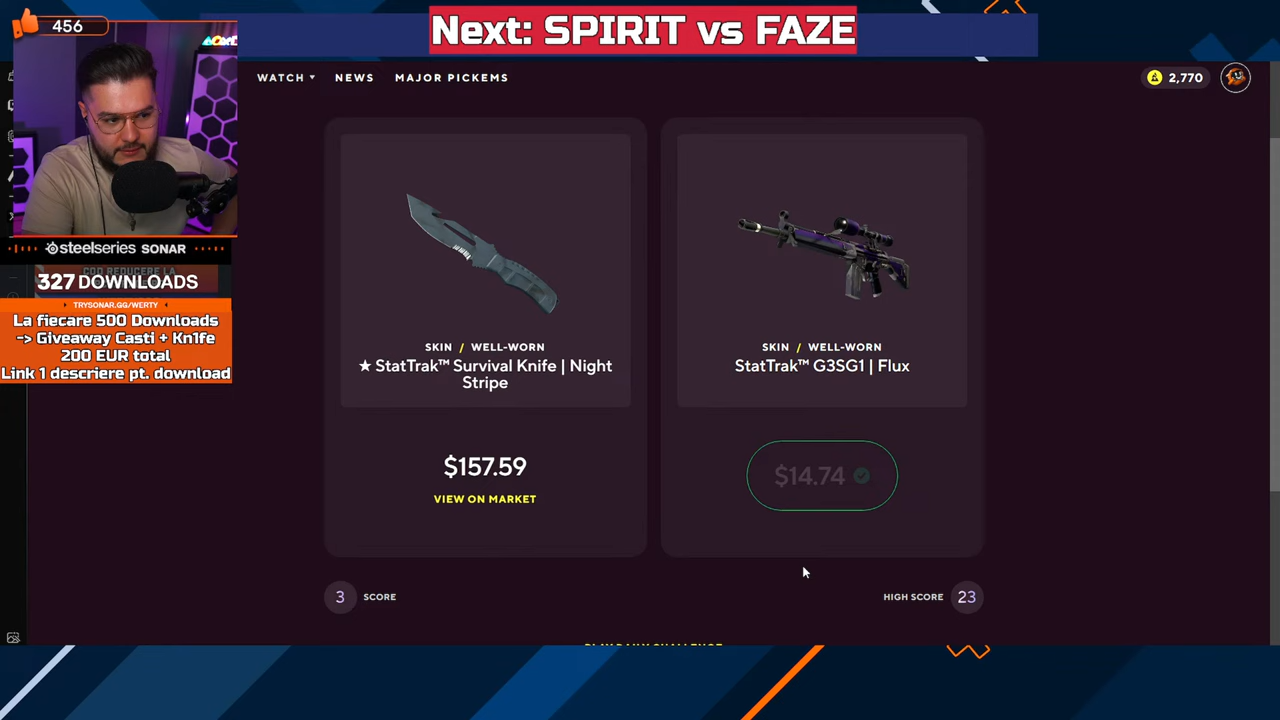 456
Next: SPIRIT vs FAZE
WATCH NEWS MAJOR PICKEMS
2,770
steelseries SONAR
COD REDUCERE LA
327 DOWNLOADS
TRYSONAR.GG/WERTY
La fiecare 500 Downloads
-> Giveaway Casti + Kn1fe
200 EUR total
Link 1 descriere pt. download
SKIN / WELL-WORN
★ StatTrak™ Survival Knife | Night
Stripe
$157.59
VIEW ON MARKET
SKIN / WELL-WORN
StatTrak™ G3SG1 | Flux
$14.74
3 SCORE
HIGH SCORE 23